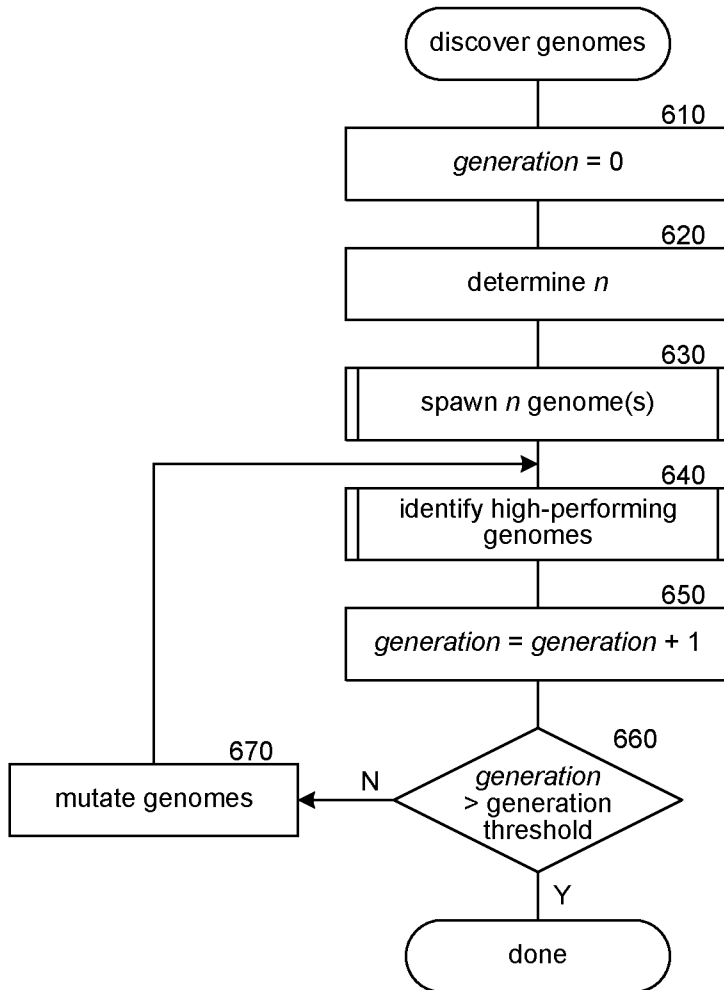 discover genomes
610
generation = 0
620
determine n
630
spawn n genome(s)
640
identify high-performing
genomes
650
generation = generation + 1
660
generation
> generation
threshold
N
670
mutate genomes
Y
done